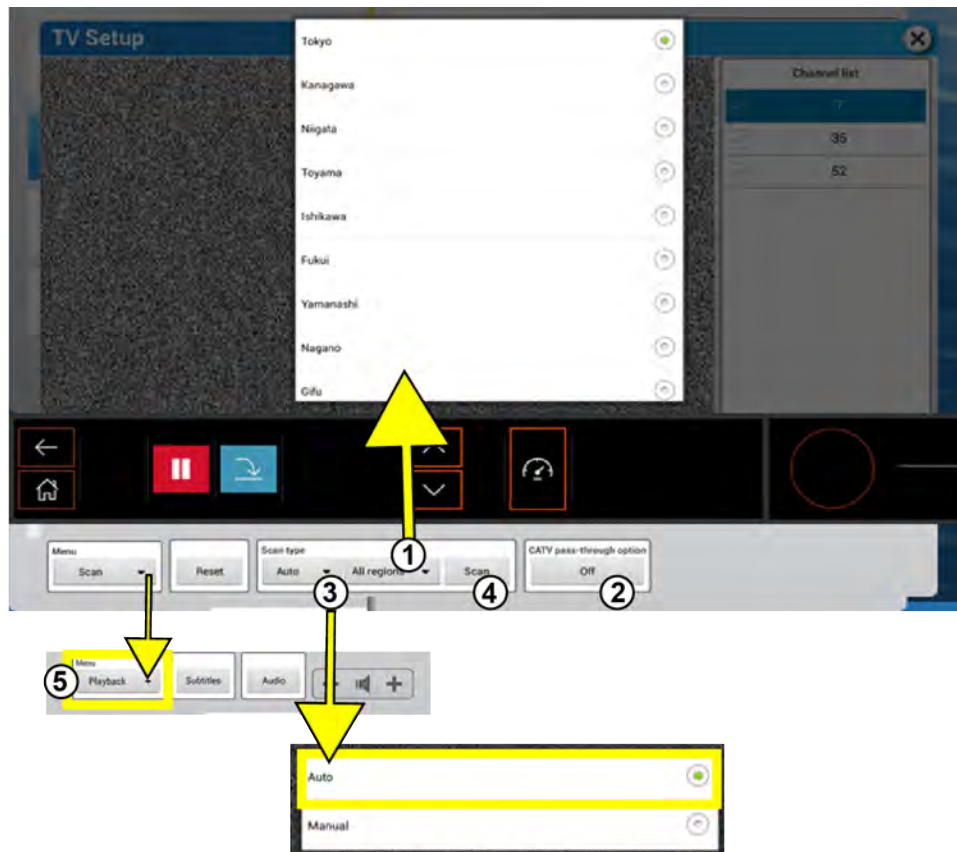 TV Setup
Tokyo
Kanagawa
Niigata
Toyama
Ishikawa
Fukui
Yamanashi
Nagano
Gifu
Channel list
7
35
52
Menu
Scan
Reset
Scan type
Auto
All regions
Scan
CATV pass-through option
Off
1
2
3
4
5
Menu
Playback
Subtitles
Audio
Auto
Manual